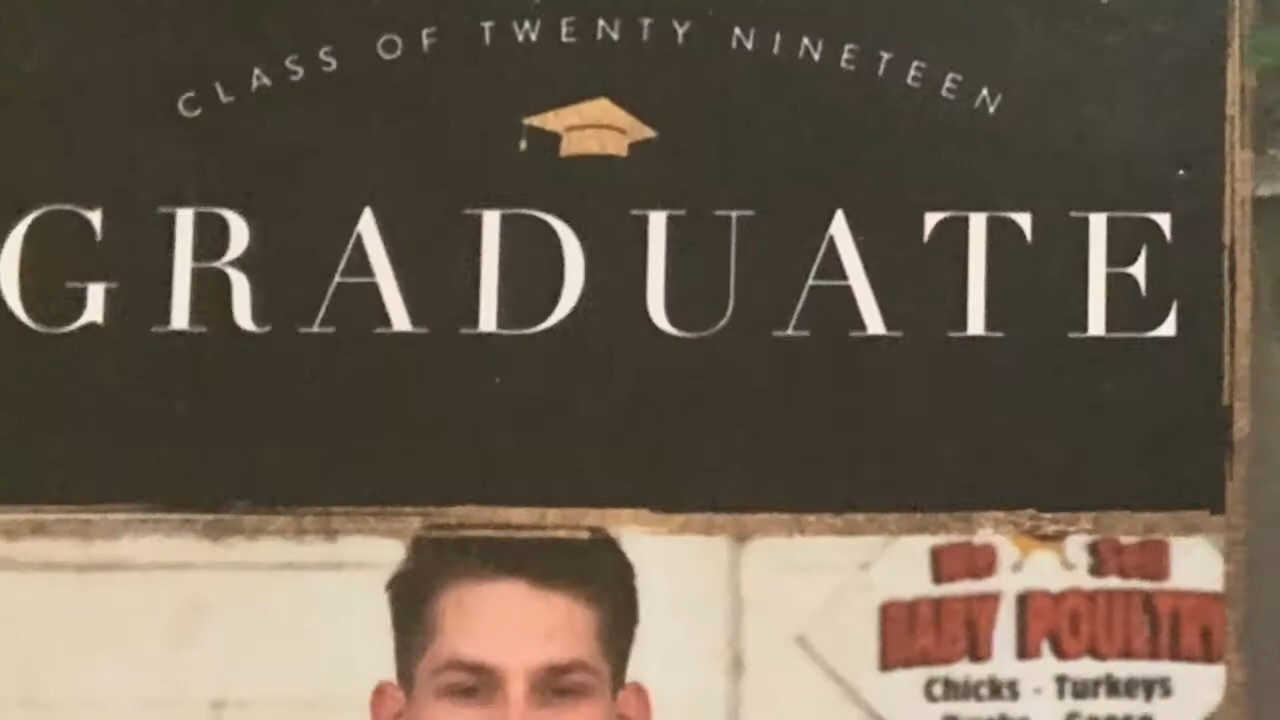 CLASS OF TWENTY NINETEEN
GRADUATE
BABY POULTRY
Chicks - Turkeys